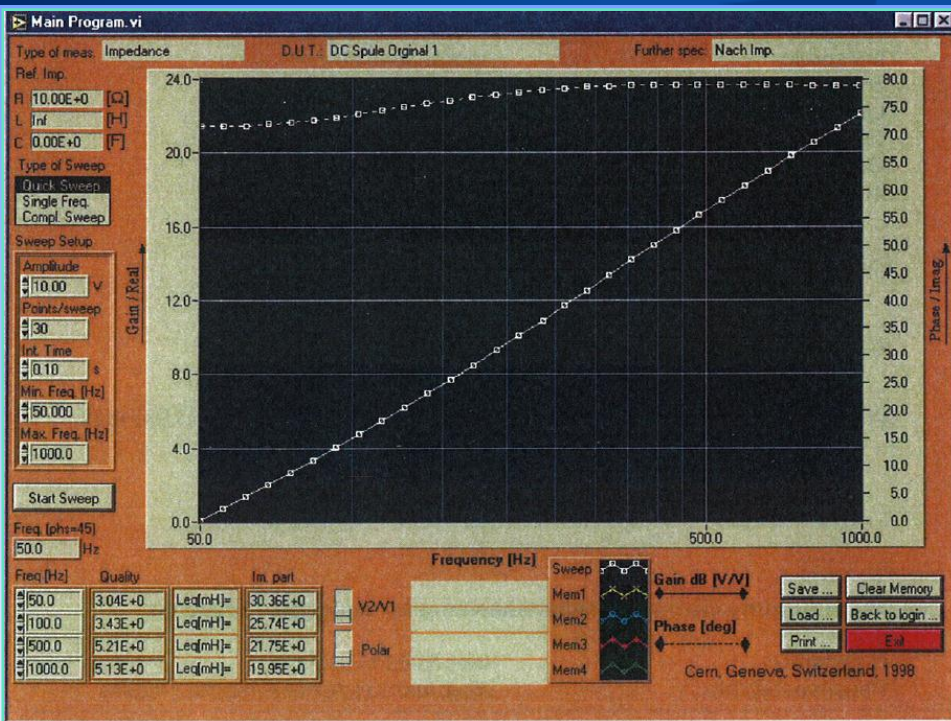 Main Program.vi
Type of meas. Impedance D.U.T.: DC Spule Orginal 1 Further spec: Nach Imp.
Ref. Imp.
R 10.00E+0 [Ω]
L Inf [H]
C 0.00E+0 [F]
Type of Sweep
Quick Sweep
Single Freq.
Compl. Sweep
Sweep Setup
Amplitude
10.00 V
Points/sweep
30
Int. Time
0.10 s
Min. Freq. [Hz]
50.000
Max. Freq. [Hz]
1000.0
Start Sweep
Freq. (phs=45)
50.0 Hz
Gain / Real
24.0
20.0
16.0
12.0
8.0
4.0
0.0
50.0 500.0 1000.0
Frequency [Hz]
80.0
75.0
70.0
65.0
60.0
55.0
50.0
45.0
40.0
35.0
30.0
25.0
20.0
15.0
10.0
5.0
0.0
Phase / Imag.
Freq [Hz] Quality Im. part
50.0 3.04E+0 Leq[mH]= 30.36E+0
100.0 3.43E+0 Leq[mH]= 25.74E+0
500.0 5.21E+0 Leq[mH]= 21.75E+0
1000.0 5.13E+0 Leq[mH]= 19.95E+0
V2/V1
Polar
Sweep
Mem1
Mem2
Mem3
Mem4
Gain dB [V/V]
Phase [deg]
Save ... Clear Memory
Load ... Back to login ...
Print ... Exit
Cern, Geneva, Switzerland, 1998